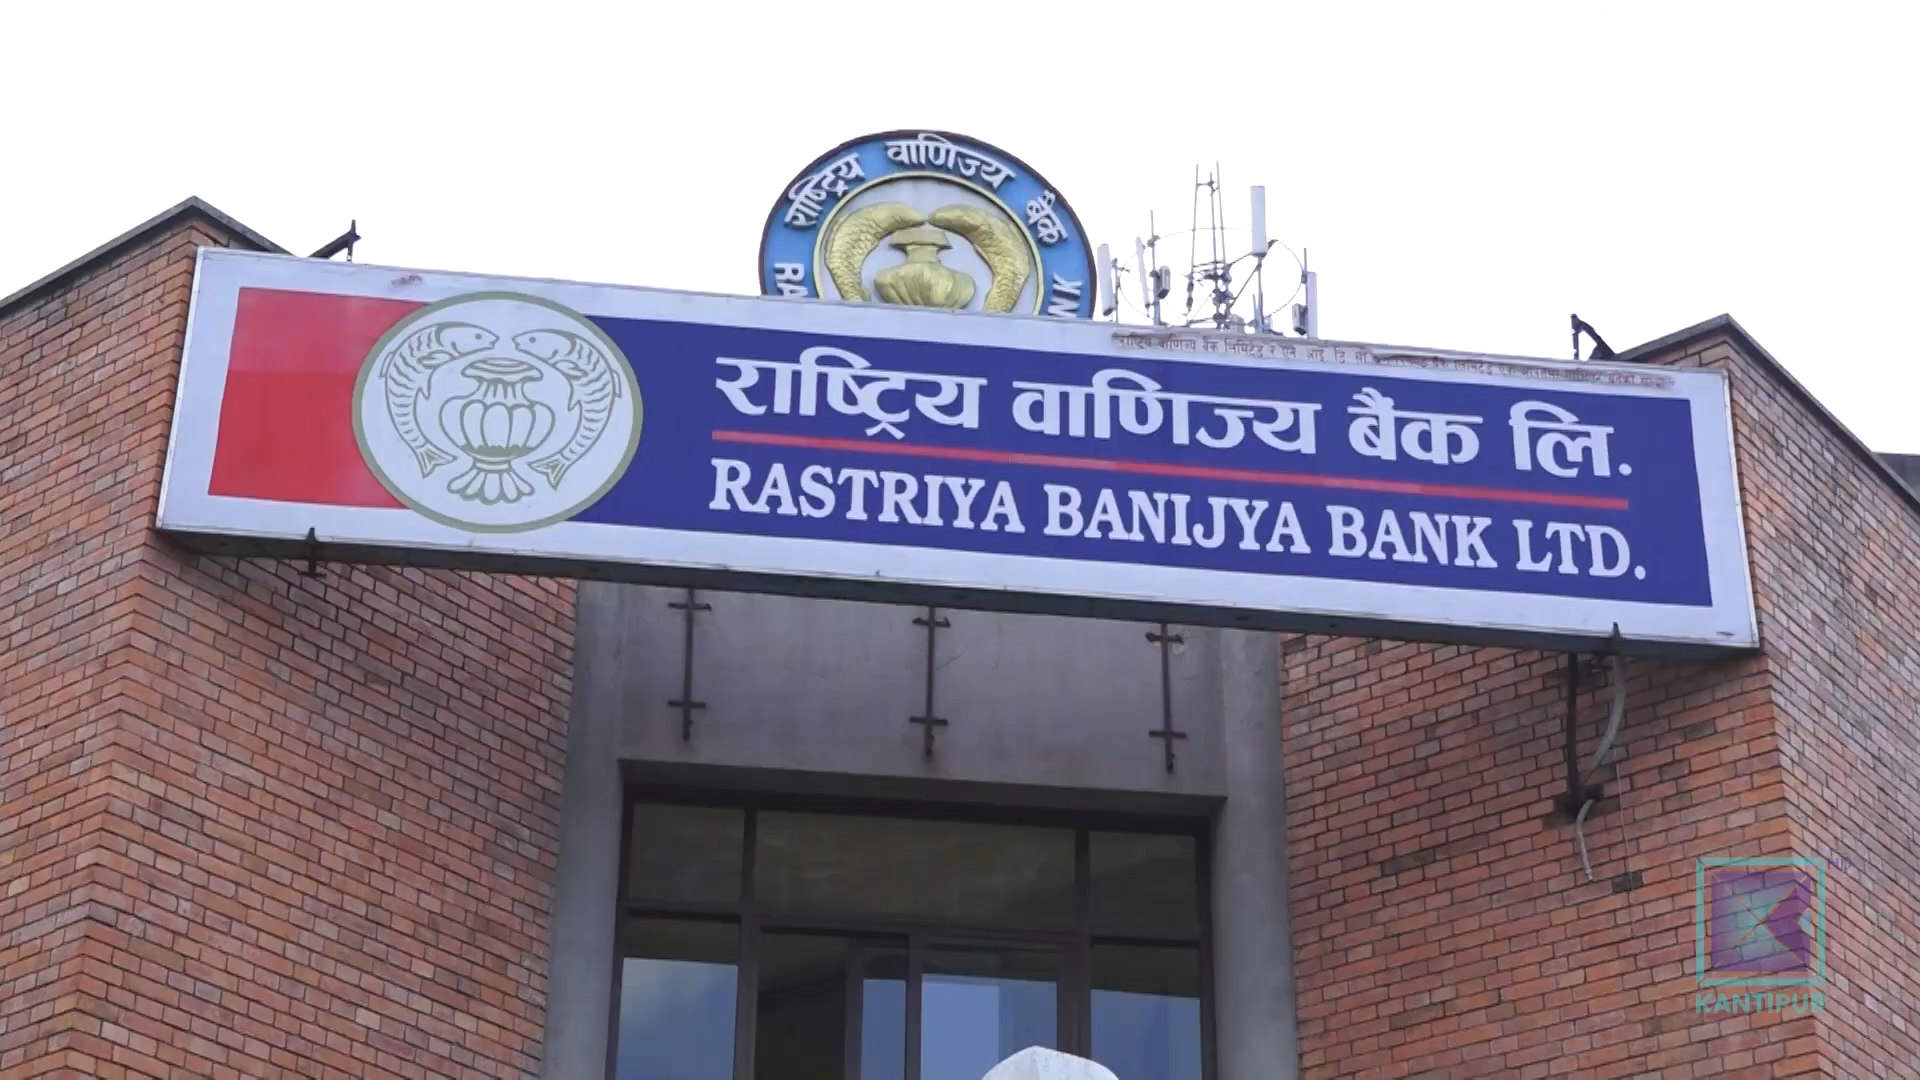 राष्ट्रिय वाणिज्य बैंक
राष्ट्रिय वाणिज्य बैंक लि.
RASTRIYA BANIJYA BANK LTD.
KANTIPUR